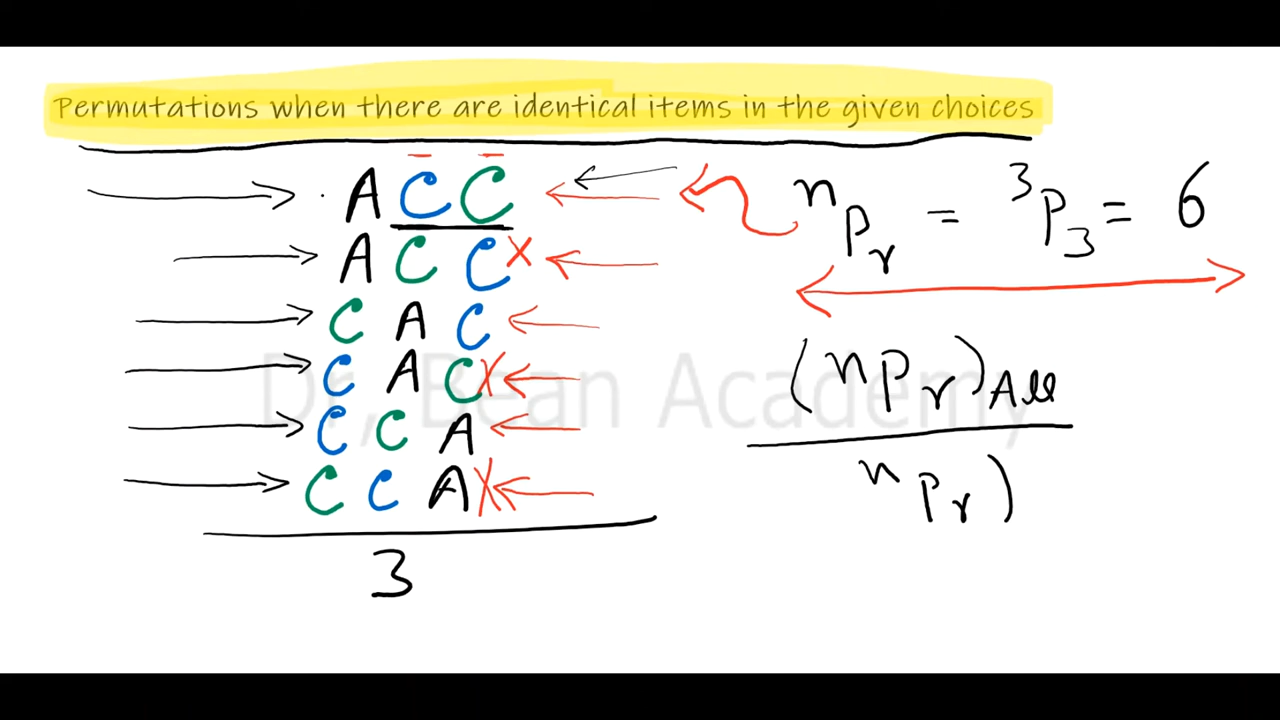 Permutations when there are identical items in the given choices
A C C
A C C X
C A C
C A C X
C C A
C C A X
3
nPr = 3P3 = 6
(nPr)All
nPr)
Dr, Bean Academy